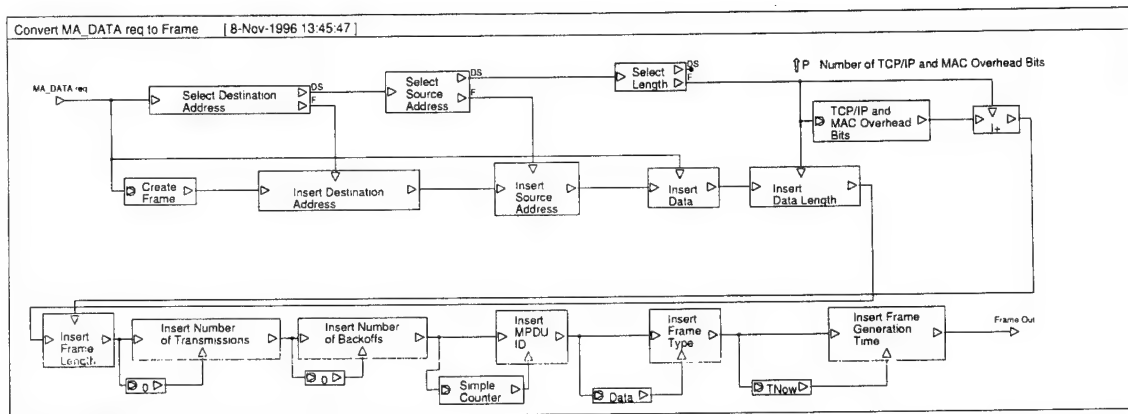 Convert MA_DATA req to Frame [ 8-Nov-1996 13:45:47 ]
MA_DATA req
Select Destination
Address
DS
F
Select
Source
Address
DS
F
Select
Length
DS
F
P Number of TCP/IP and MAC Overhead Bits
TCP/IP and
MAC Overhead
Bits
I+
Create
Frame
Insert Destination
Address
Insert
Source
Address
Insert
Data
Insert
Data Length
Insert
Frame
Length
Insert Number
of Transmissions
0
Insert Number
of Backoffs
0
Insert
MPDU
ID
Simple
Counter
Insert
Frame
Type
Data
Insert Frame
Generation
Time
TNow
Frame Out